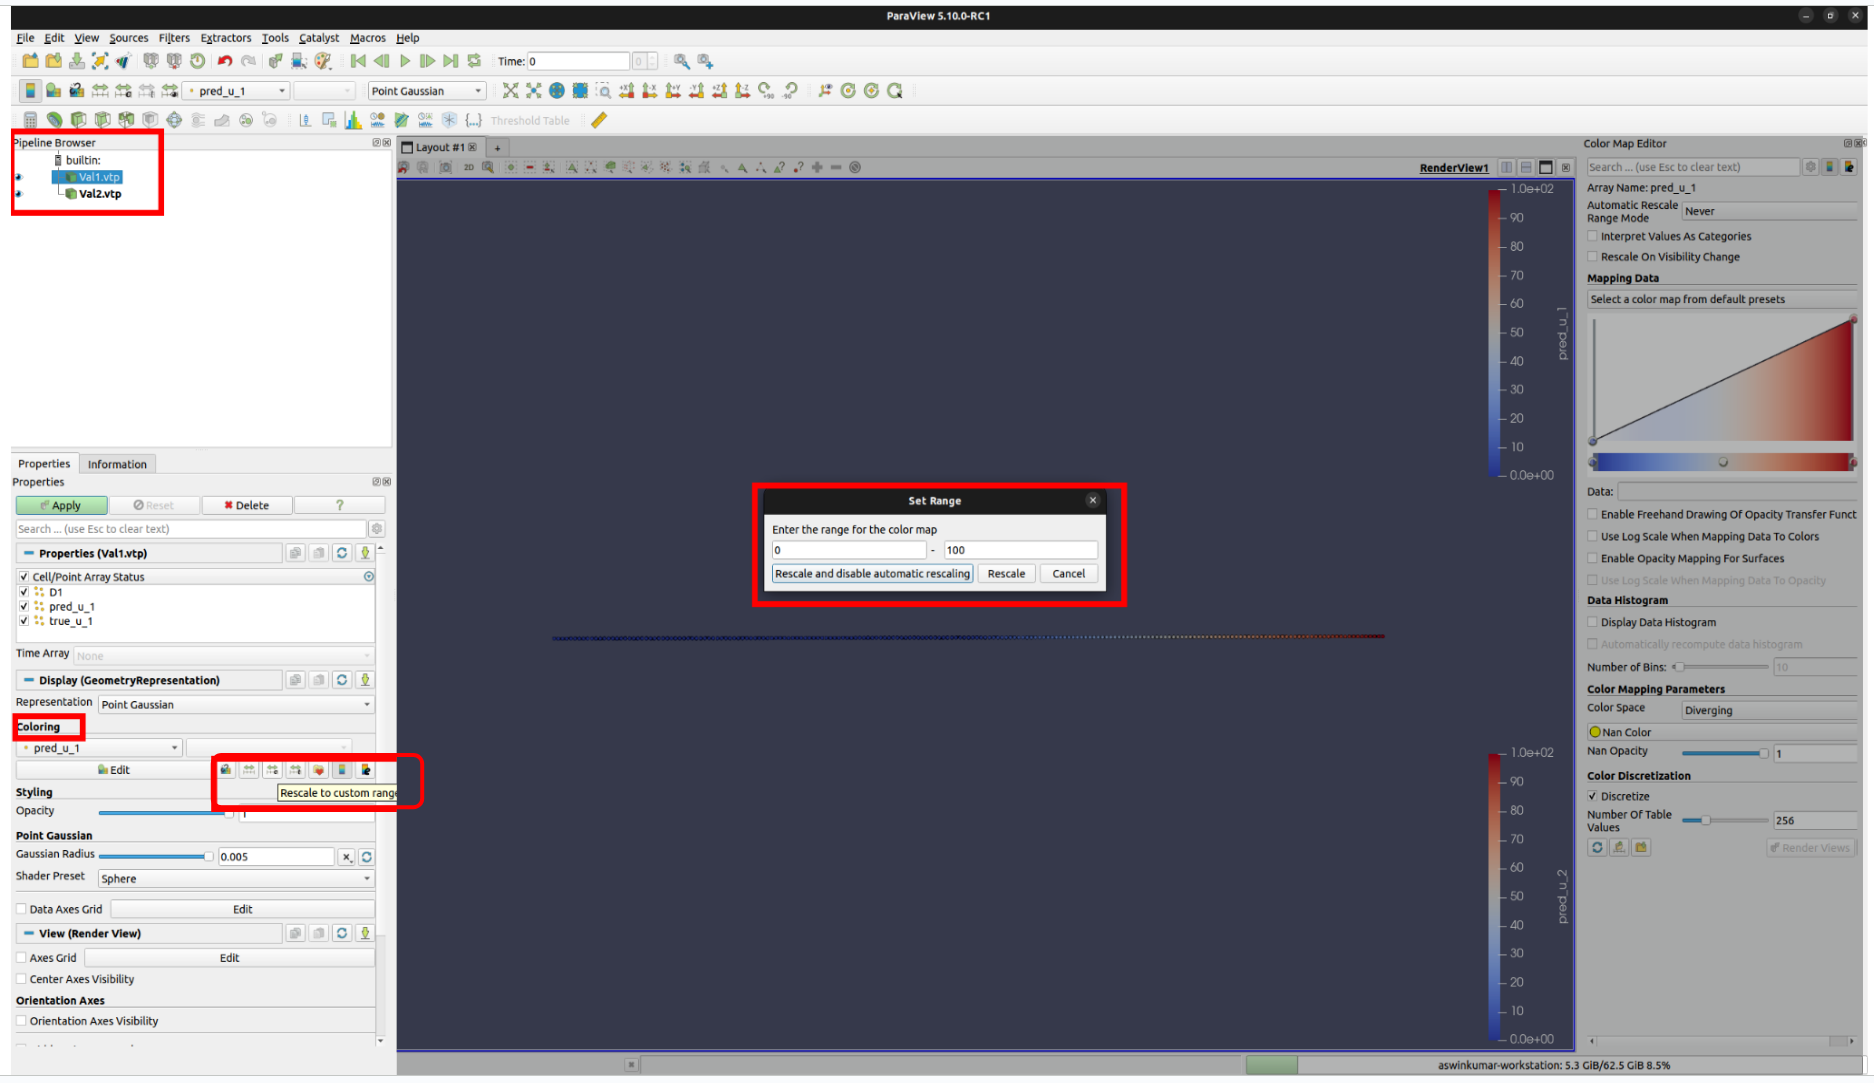 ParaView 5.10.0-RC1
File Edit View Sources Filters Extractors Tools Catalyst Macros Help
Time: 0 0
pred_u_1 Point Gaussian
Threshold Table
Pipeline Browser
builtin:
Val1.vtp
Val2.vtp
Properties Information
Properties
Apply Reset Delete ?
Search ... (use Esc to clear text)
Properties (Val1.vtp)
Cell/Point Array Status
D1
pred_u_1
true_u_1
Time Array None
Display (GeometryRepresentation)
Representation Point Gaussian
Coloring
pred_u_1
Edit
Rescale to custom range
Styling
Opacity
Point Gaussian
Gaussian Radius 0.005
Shader Preset Sphere
Data Axes Grid Edit
View (Render View)
Axes Grid Edit
Center Axes Visibility
Orientation Axes
Orientation Axes Visibility
Layout #1 +
2D RenderView1
1.0e+02
90
80
70
60
50
40
30
20
10
0.0e+00
pred_u_1
Set Range
Enter the range for the color map
0 - 100
Rescale and disable automatic rescaling Rescale Cancel
1.0e+02
90
80
70
60
50
40
30
20
10
0.0e+00
pred_u_2
Color Map Editor
Search ... (use Esc to clear text)
Array Name: pred_u_1
Automatic Rescale
Range Mode Never
Interpret Values As Categories
Rescale On Visibility Change
Mapping Data
Select a color map from default presets
Data:
Enable Freehand Drawing Of Opacity Transfer Funct
Use Log Scale When Mapping Data To Colors
Enable Opacity Mapping For Surfaces
Use Log Scale When Mapping Data To Opacity
Data Histogram
Display Data Histogram
Automatically recompute data histogram
Number of Bins: 10
Color Mapping Parameters
Color Space Diverging
Nan Color
Nan Opacity 1
Color Discretization
Discretize
Number Of Table
Values 256
Render Views
aswinkumar-workstation: 5.3 GiB/62.5 GiB 8.5%